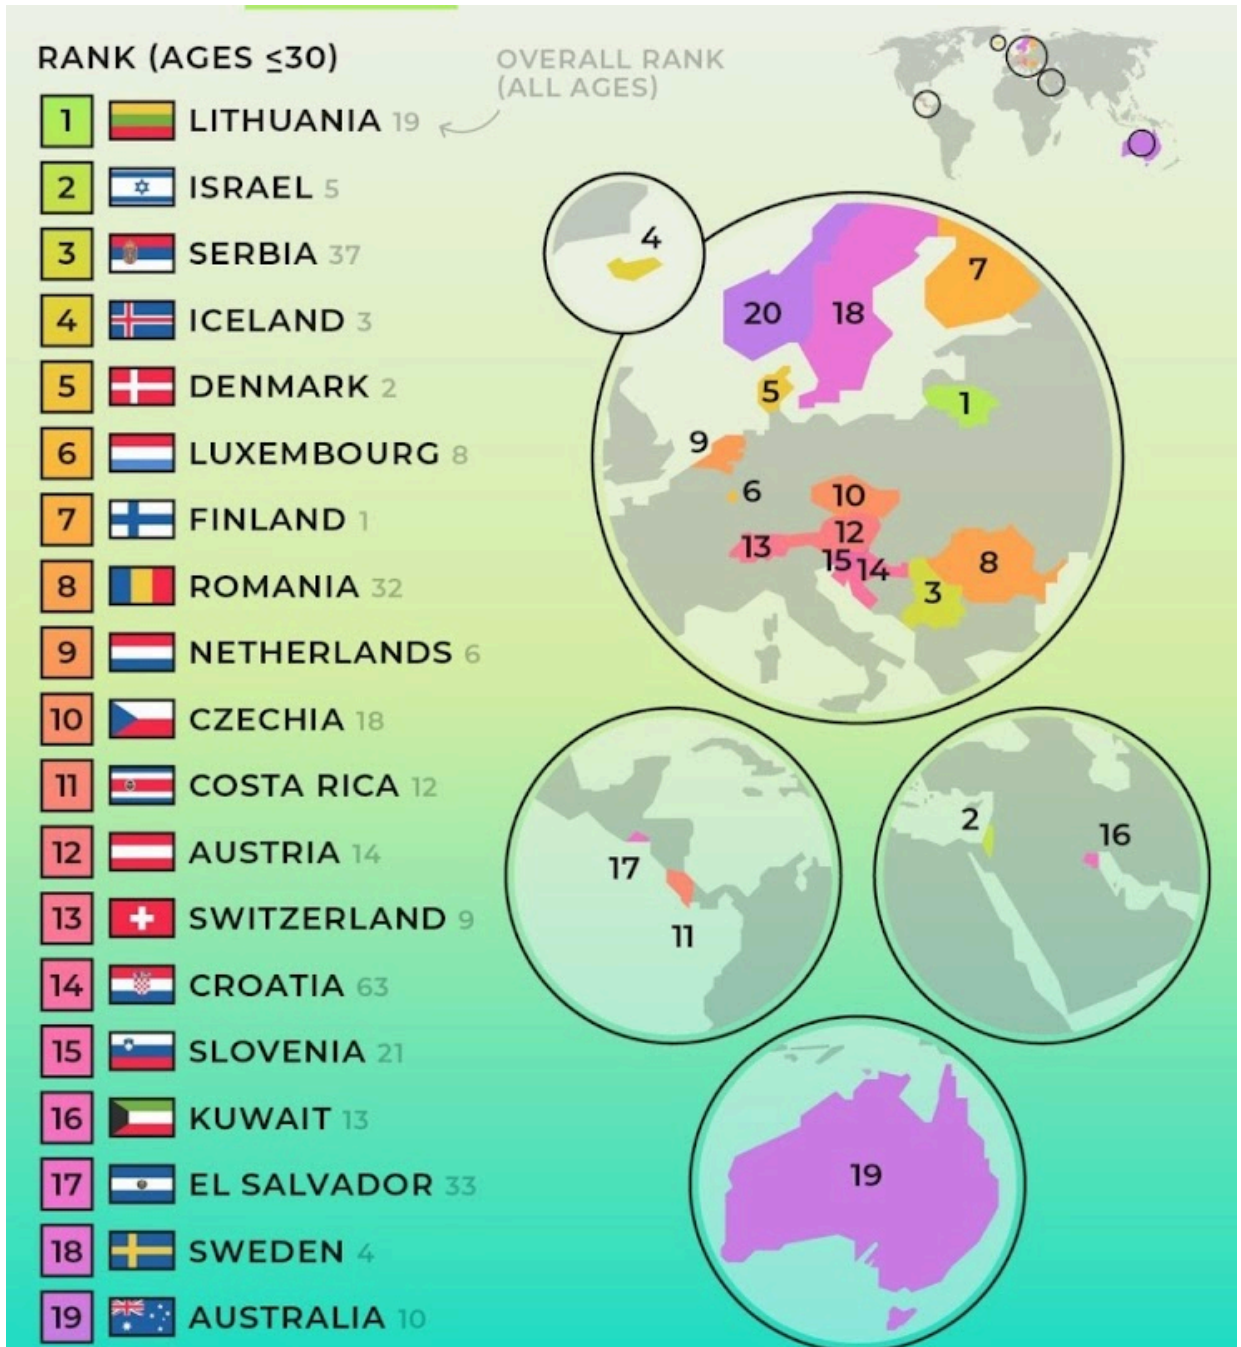 RANK (AGES ≤30)
OVERALL RANK
(ALL AGES)
1 LITHUANIA 19
2 ISRAEL 5
3 SERBIA 37
4 ICELAND 3
5 DENMARK 2
6 LUXEMBOURG 8
7 FINLAND 1
8 ROMANIA 32
9 NETHERLANDS 6
10 CZECHIA 18
11 COSTA RICA 12
12 AUSTRIA 14
13 SWITZERLAND 9
14 CROATIA 63
15 SLOVENIA 21
16 KUWAIT 13
17 EL SALVADOR 33
18 SWEDEN 4
19 AUSTRALIA 10
4
7
20 18
5
1
9
6
10
12
13
15 14
8
3
17
11
2
16
19